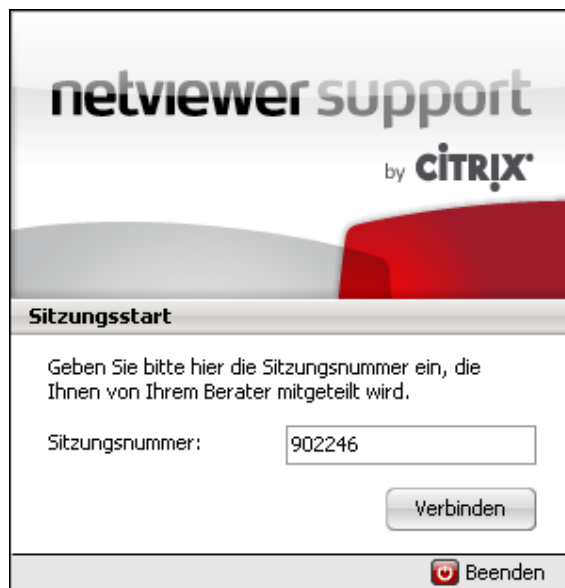 netviewer support
by CiTRIX
Sitzungsstart
Geben Sie bitte hier die Sitzungsnummer ein, die
Ihnen von Ihrem Berater mitgeteilt wird.
Sitzungsnummer: 902246
Verbinden
Beenden